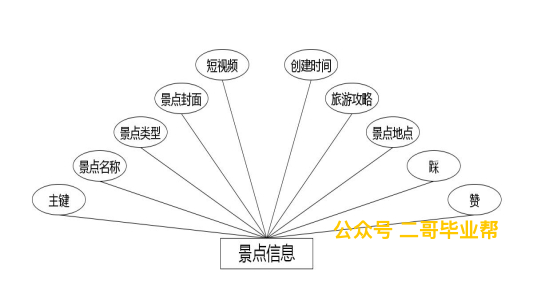 短视频
创建时间
景点封面
旅游攻略
景点类型
景点地点
景点名称
踩
主键
赞
公众号 二哥毕业帮
景点信息